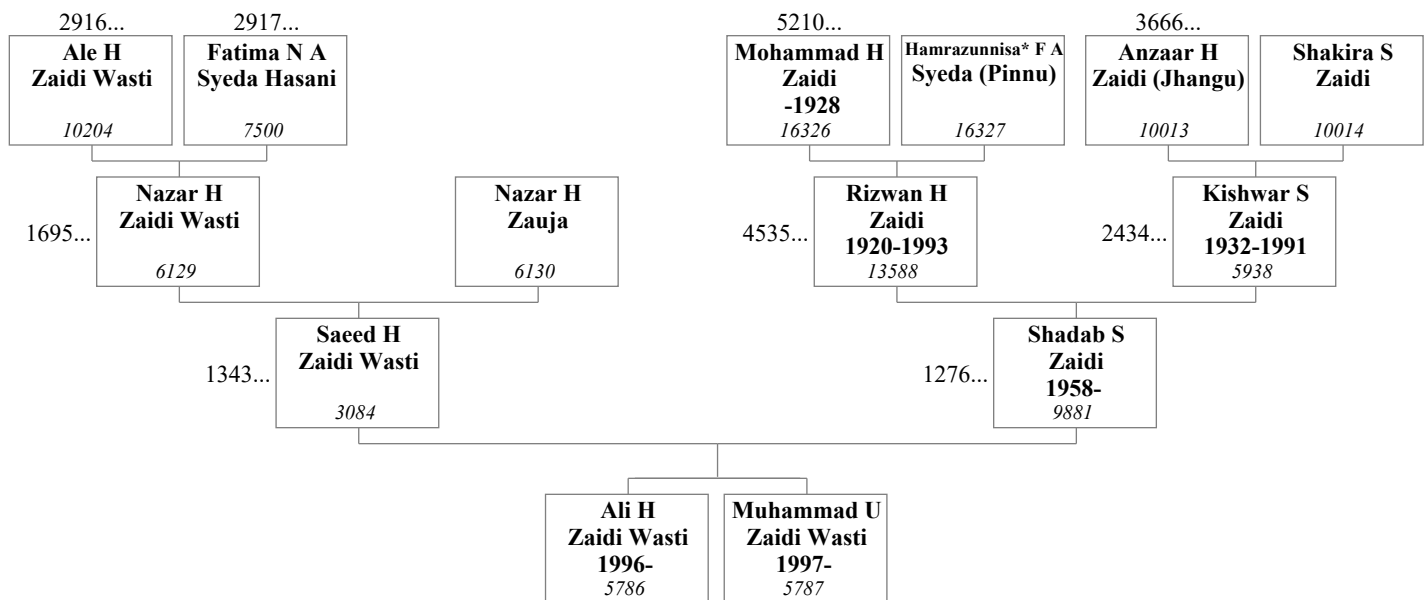 2916...
2917...
5210...
3666...
Ale H
Zaidi Wasti
10204
Fatima N A
Syeda Hasani
7500
Mohammad H
Zaidi
-1928
16326
Hamrazunnisa* F A
Syeda (Pinnu)
16327
Anzaar H
Zaidi (Jhangu)
10013
Shakira S
Zaidi
10014
1695...
Nazar H
Zaidi Wasti
6129
Nazar H
Zauja
6130
4535...
Rizwan H
Zaidi
1920-1993
13588
2434...
Kishwar S
Zaidi
1932-1991
5938
1343...
Saeed H
Zaidi Wasti
3084
1276...
Shadab S
Zaidi
1958-
9881
Ali H
Zaidi Wasti
1996-
5786
Muhammad U
Zaidi Wasti
1997-
5787